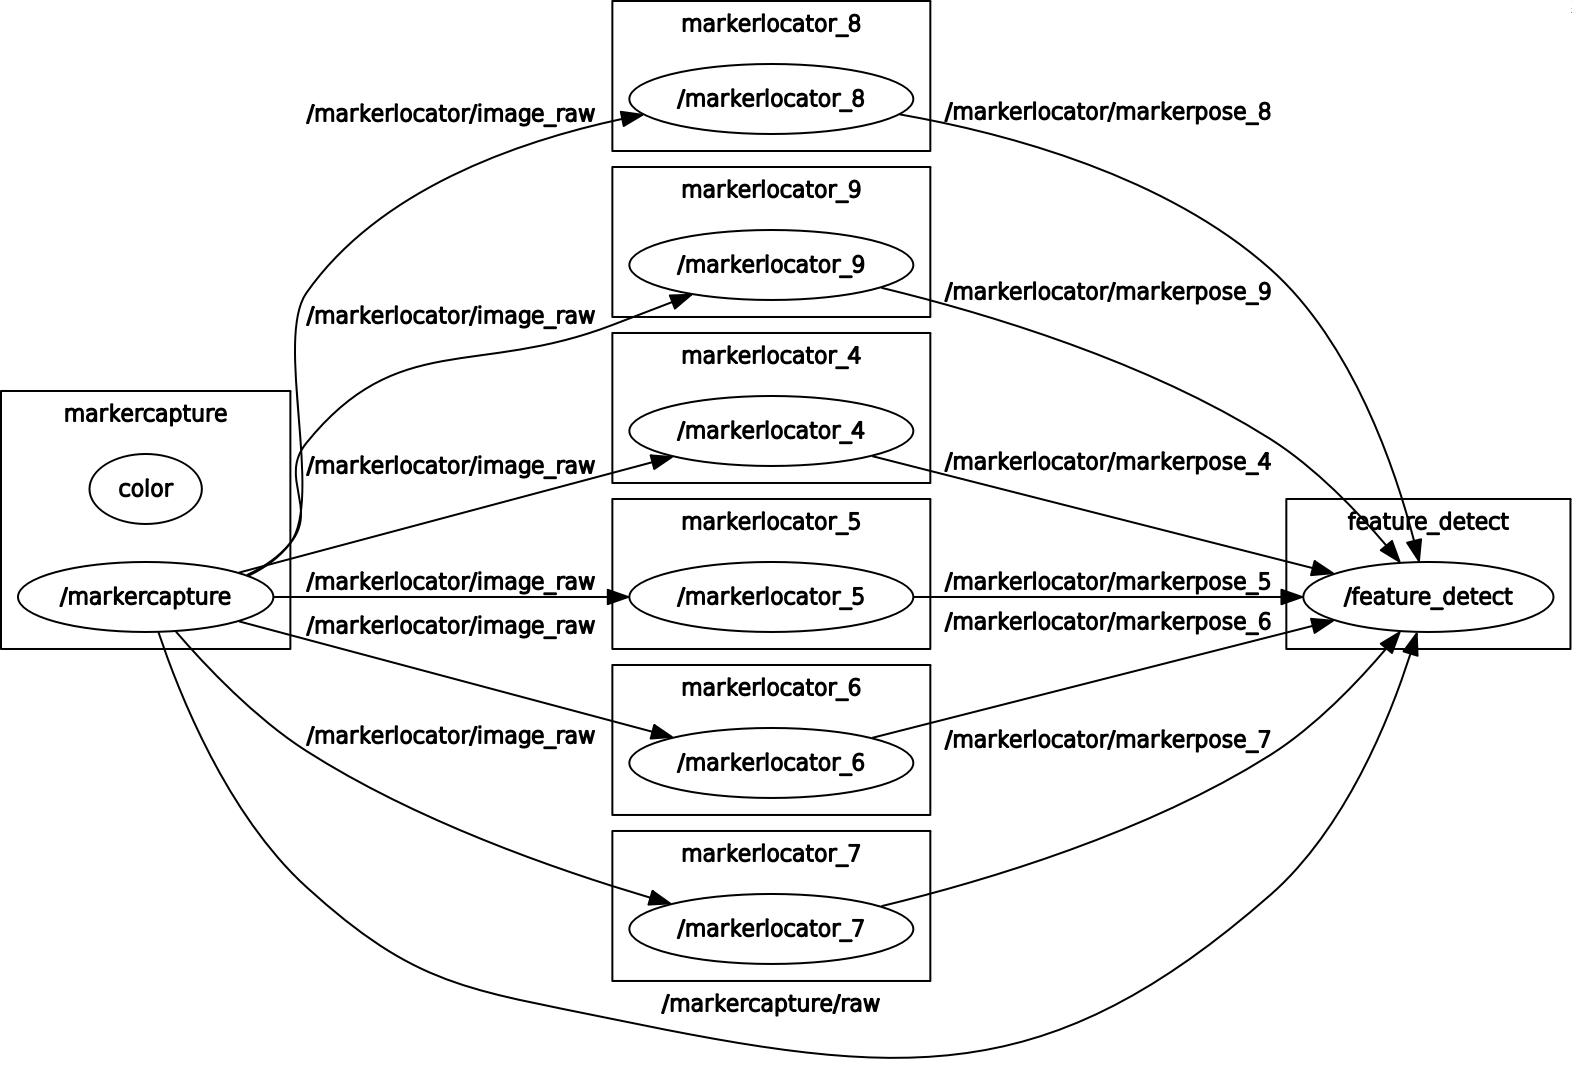 markerlocator_8
/markerlocator_8
/markerlocator/image_raw
/markerlocator/markerpose_8
markerlocator_9
/markerlocator_9
/markerlocator/image_raw
/markerlocator/markerpose_9
markerlocator_4
/markerlocator_4
/markerlocator/image_raw
/markerlocator/markerpose_4
markercapture
color
/markercapture
markerlocator_5
/markerlocator_5
/markerlocator/image_raw
/markerlocator/markerpose_5
feature_detect
/feature_detect
/markerlocator/image_raw
/markerlocator/markerpose_6
markerlocator_6
/markerlocator_6
/markerlocator/image_raw
/markerlocator/markerpose_7
markerlocator_7
/markerlocator_7
/markercapture/raw